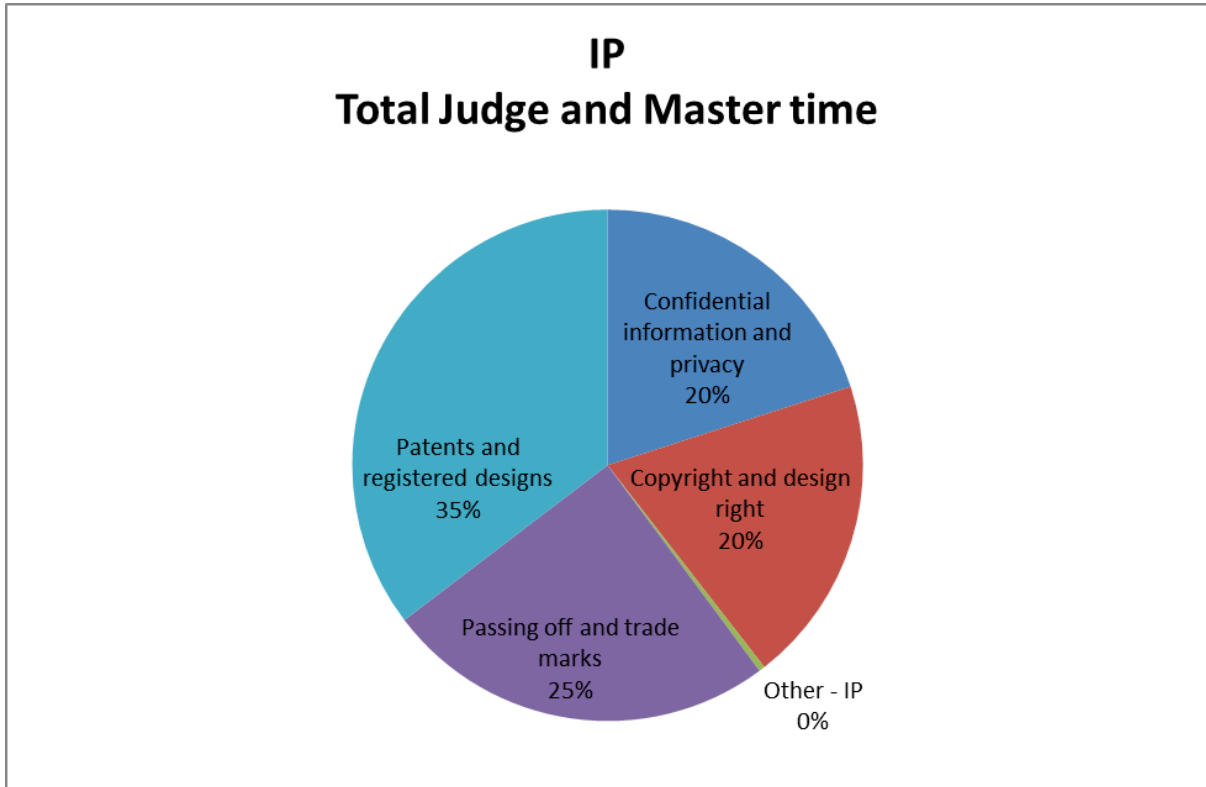 IP
Total Judge and Master time
Confidential
information and
privacy
20%
Copyright and design
right
20%
Other - IP
0%
Passing off and trade
marks
25%
Patents and
registered designs
35%